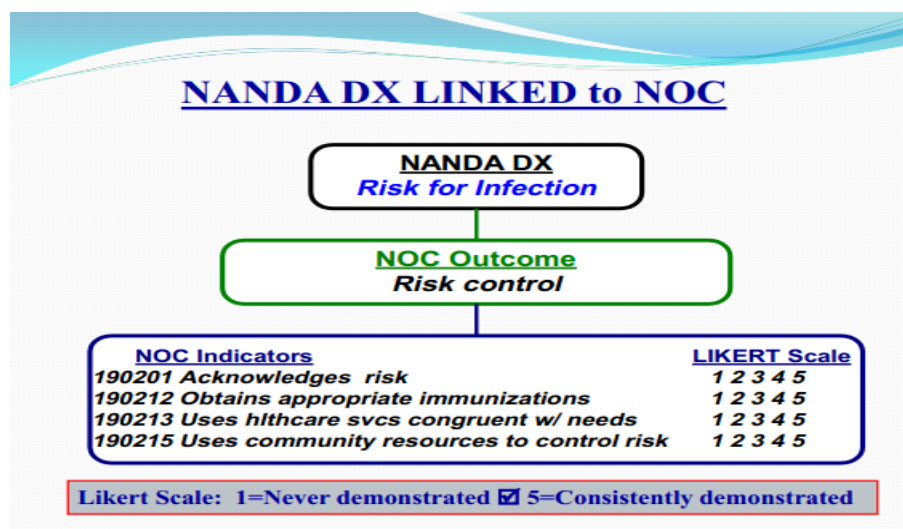 NANDA DX LINKED to NOC
NANDA DX
Risk for Infection
NOC Outcome
Risk control
NOC Indicators LIKERT Scale
190201 Acknowledges risk 1 2 3 4 5
190212 Obtains appropriate immunizations 1 2 3 4 5
190213 Uses hlthcare svcs congruent w/ needs 1 2 3 4 5
190215 Uses community resources to control risk 1 2 3 4 5
Likert Scale: 1=Never demonstrated ☑ 5=Consistently demonstrated